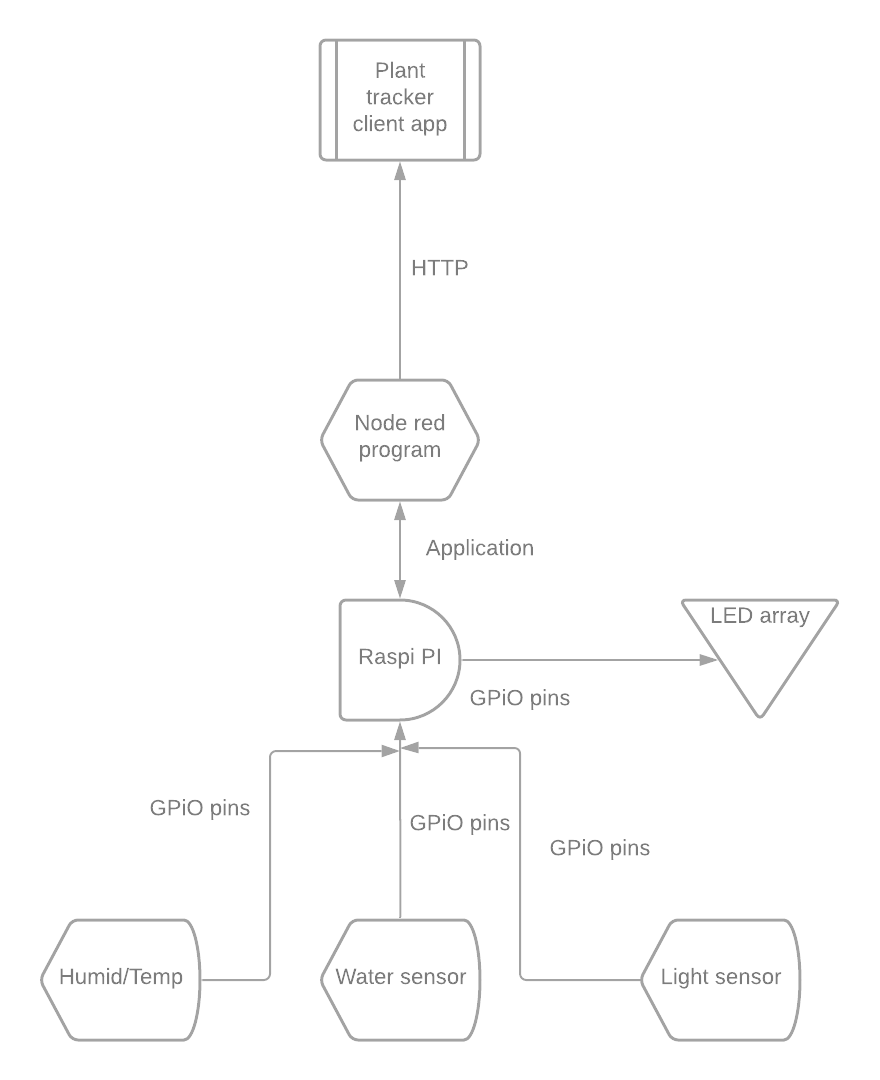 Plant
tracker
client app
HTTP
Node red
program
Application
Raspi PI
LED array
GPiO pins
GPiO pins
GPiO pins
GPiO pins
Humid/Temp
Water sensor
Light sensor